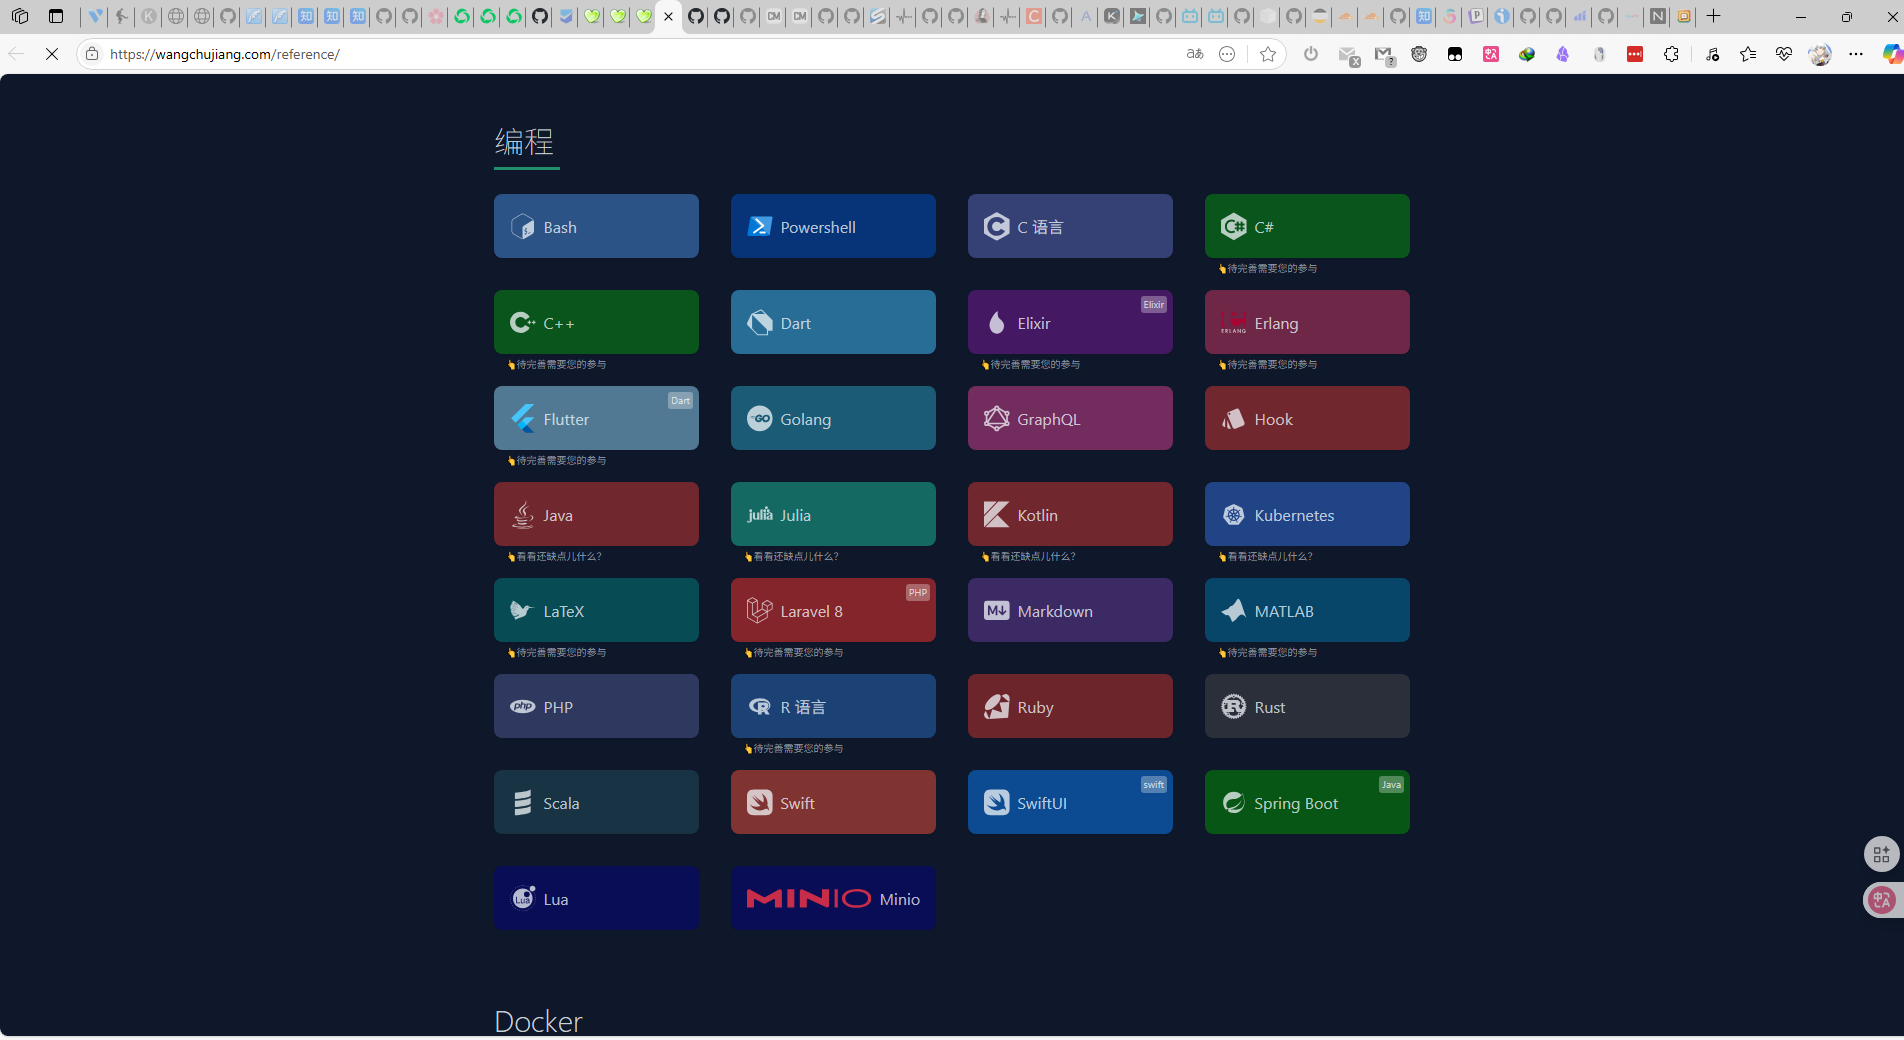 https://wangchujiang.com/reference/
编程
Bash
Powershell
C 语言
C#
👆待完善需要您的参与
C++
Dart
Elixir
Elixir
Erlang
ERLANG
👆待完善需要您的参与
👆待完善需要您的参与
👆待完善需要您的参与
Dart
Flutter
Golang
GraphQL
Hook
👆待完善需要您的参与
Java
julia
Julia
Kotlin
Kubernetes
👆看看还缺点儿什么?
👆看看还缺点儿什么?
👆看看还缺点儿什么?
👆看看还缺点儿什么?
LaTeX
PHP
Laravel 8
Markdown
MATLAB
👆待完善需要您的参与
👆待完善需要您的参与
👆待完善需要您的参与
php
PHP
R 语言
Ruby
Rust
👆待完善需要您的参与
Scala
Swift
swift
SwiftUI
Java
Spring Boot
Lua
Lua
MINIO
Minio
Docker